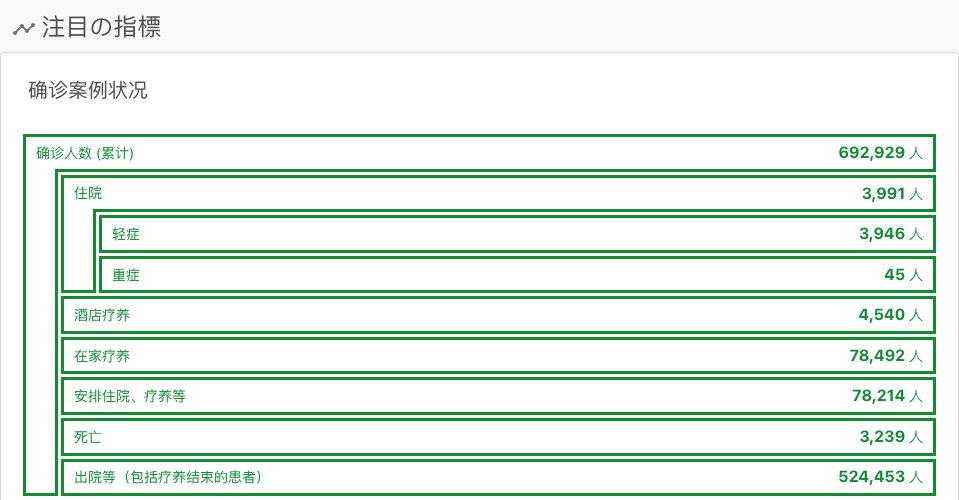 注目の指標
确诊案例状况
确诊人数 (累计) 692,929 人
住院 3,991 人
轻症 3,946 人
重症 45 人
酒店疗养 4,540 人
在家疗养 78,492 人
安排住院、疗养等 78,214 人
死亡 3,239 人
出院等（包括疗养结束的患者） 524,453 人